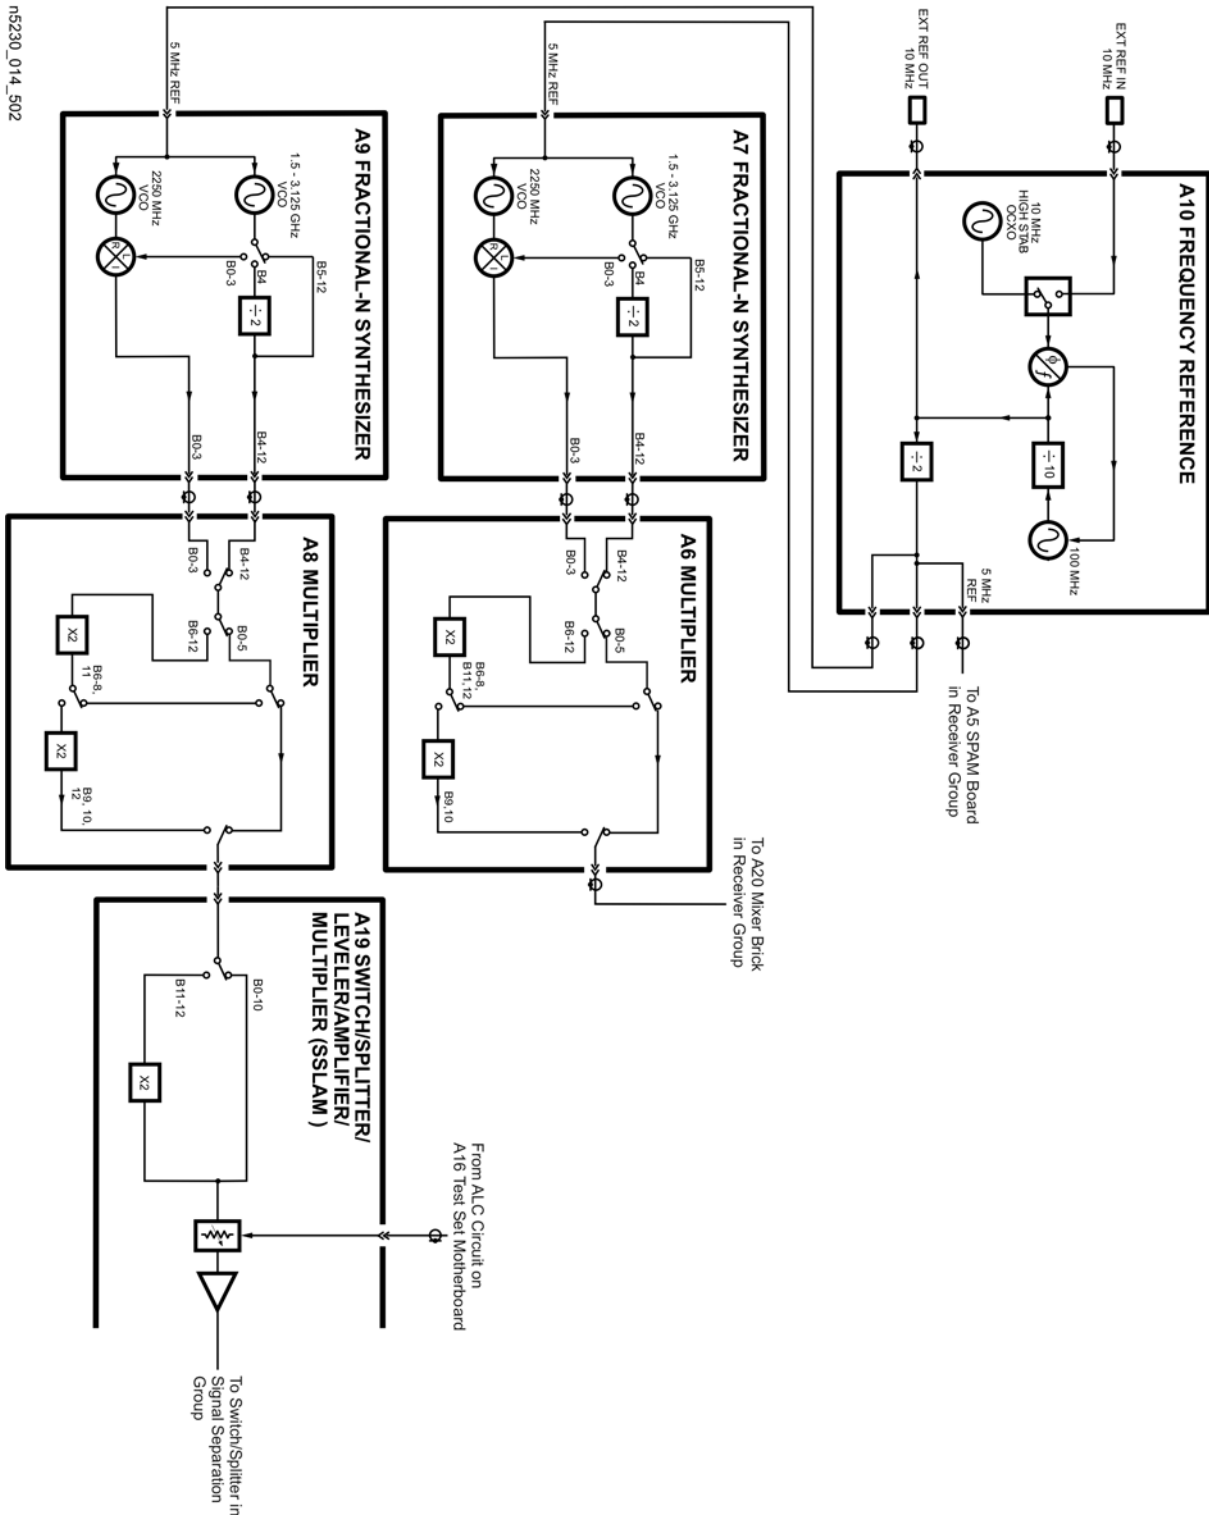 A10 FREQUENCY REFERENCE
EXT REF IN
10 MHz
EXT REF OUT
10 MHz
10 MHz
HIGH STAB
OCXO
ϕ
f
÷ 10
100 MHz
÷ 2
5 MHz
REF
To A5 SPAM Board
in Receiver Group
A7 FRACTIONAL-N SYNTHESIZER
5 MHz REF
1.5 - 3.125 GHz
VCO
2250 MHz
VCO
B5-12
B4
B0-3
÷ 2
R
L
I
B4-12
B0-3
A6 MULTIPLIER
B4-12
B0-3
B0-5
B6-12
X2
B6-8,
B11,12
X2
B9,10
To A20 Mixer Brick
in Receiver Group
A9 FRACTIONAL-N SYNTHESIZER
5 MHz REF
1.5 - 3.125 GHz
VCO
2250 MHz
VCO
B5-12
B4
B0-3
÷ 2
R
L
I
B4-12
B0-3
A8 MULTIPLIER
B4-12
B0-3
B0-5
B6-12
X2
B6-8,
11
X2
B9, 10,
12
A19 SWITCH/SPLITTER/
LEVELER/AMPLIFIER/
MULTIPLIER (SSLAM )
B0-10
B11-12
X2
From ALC Circuit on
A16 Test Set Motherboard
To Switch/Splitter in
Signal Separation
Group
n5230_014_502